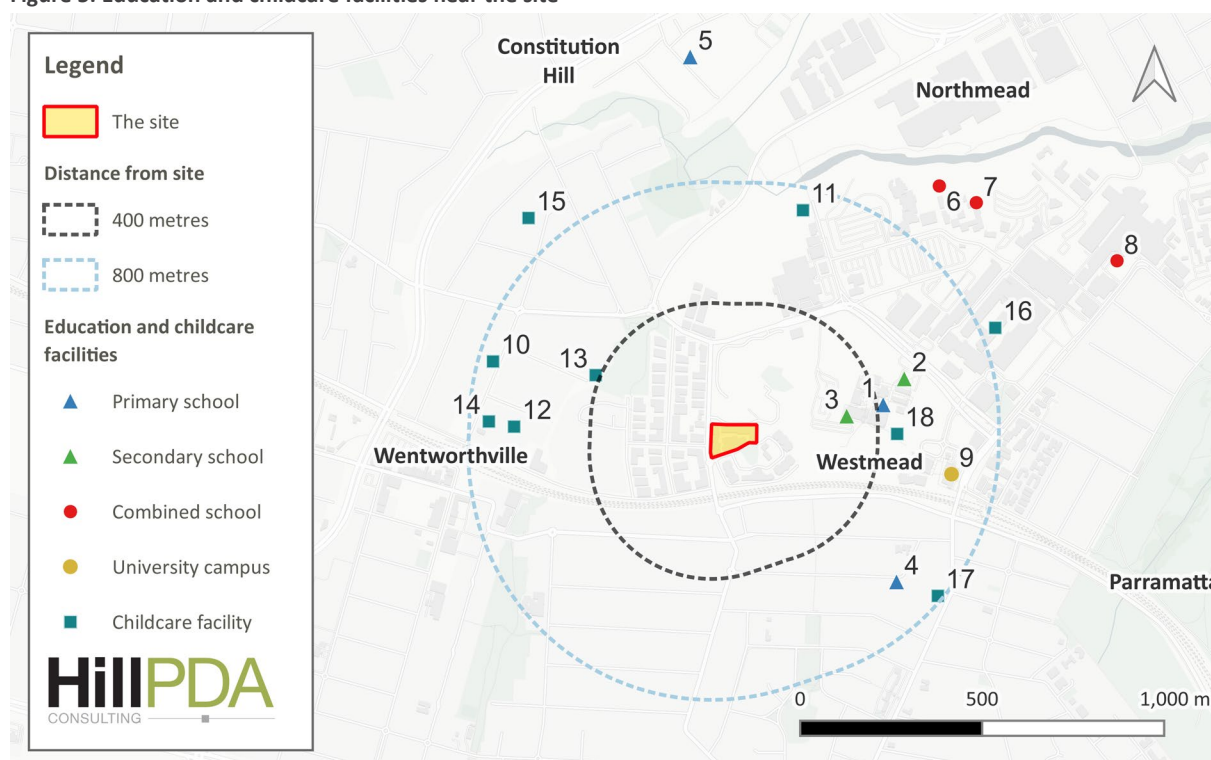 Figure 3: Education and childcare facilities near the site
Legend
The site
Distance from site
400 metres
800 metres
Education and childcare
facilities
Primary school
Secondary school
Combined school
University campus
Childcare facility
HillPDA
CONSULTING
Constitution
Hill
5
Northmead
15
11
6
7
8
16
10
13
2
1
3
14
12
18
Wentworthville
Westmead
9
4
17
Parramatta
0
500
1,000 m